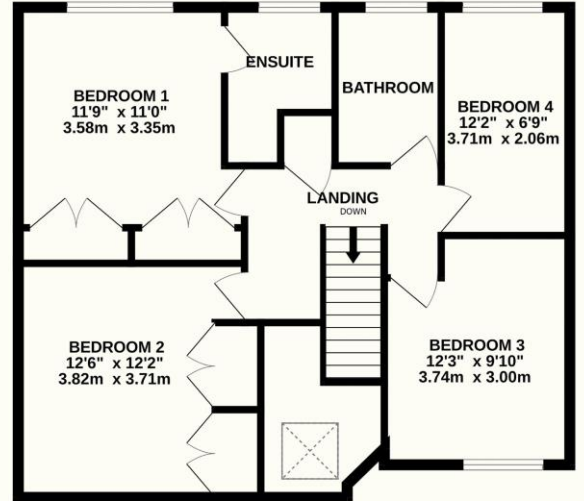 BEDROOM 1
11'9" x 11'0"
3.58m x 3.35m
ENSUITE
BATHROOM
BEDROOM 4
12'2" x 6'9"
3.71m x 2.06m
LANDING
DOWN
BEDROOM 2
12'6" x 12'2"
3.82m x 3.71m
BEDROOM 3
12'3" x 9'10"
3.74m x 3.00m